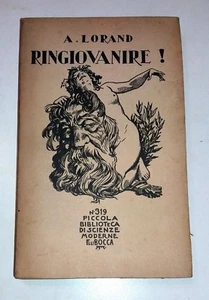 A. LORAND
RINGIOVANIRE!
N 319
PICCOLA
BIBLIOTECA
DI SCIENZE
MODERNE
F.LLI BOCCA